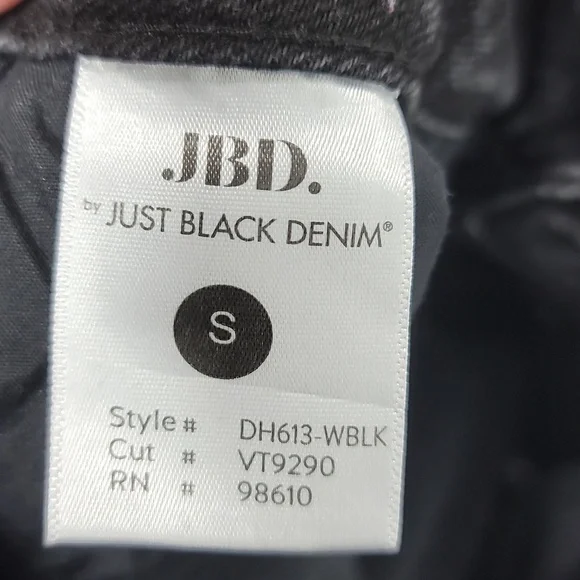 JBD.
by JUST BLACK DENIM®
S
Style # DH613-WBLK
Cut # VT9290
RN # 98610